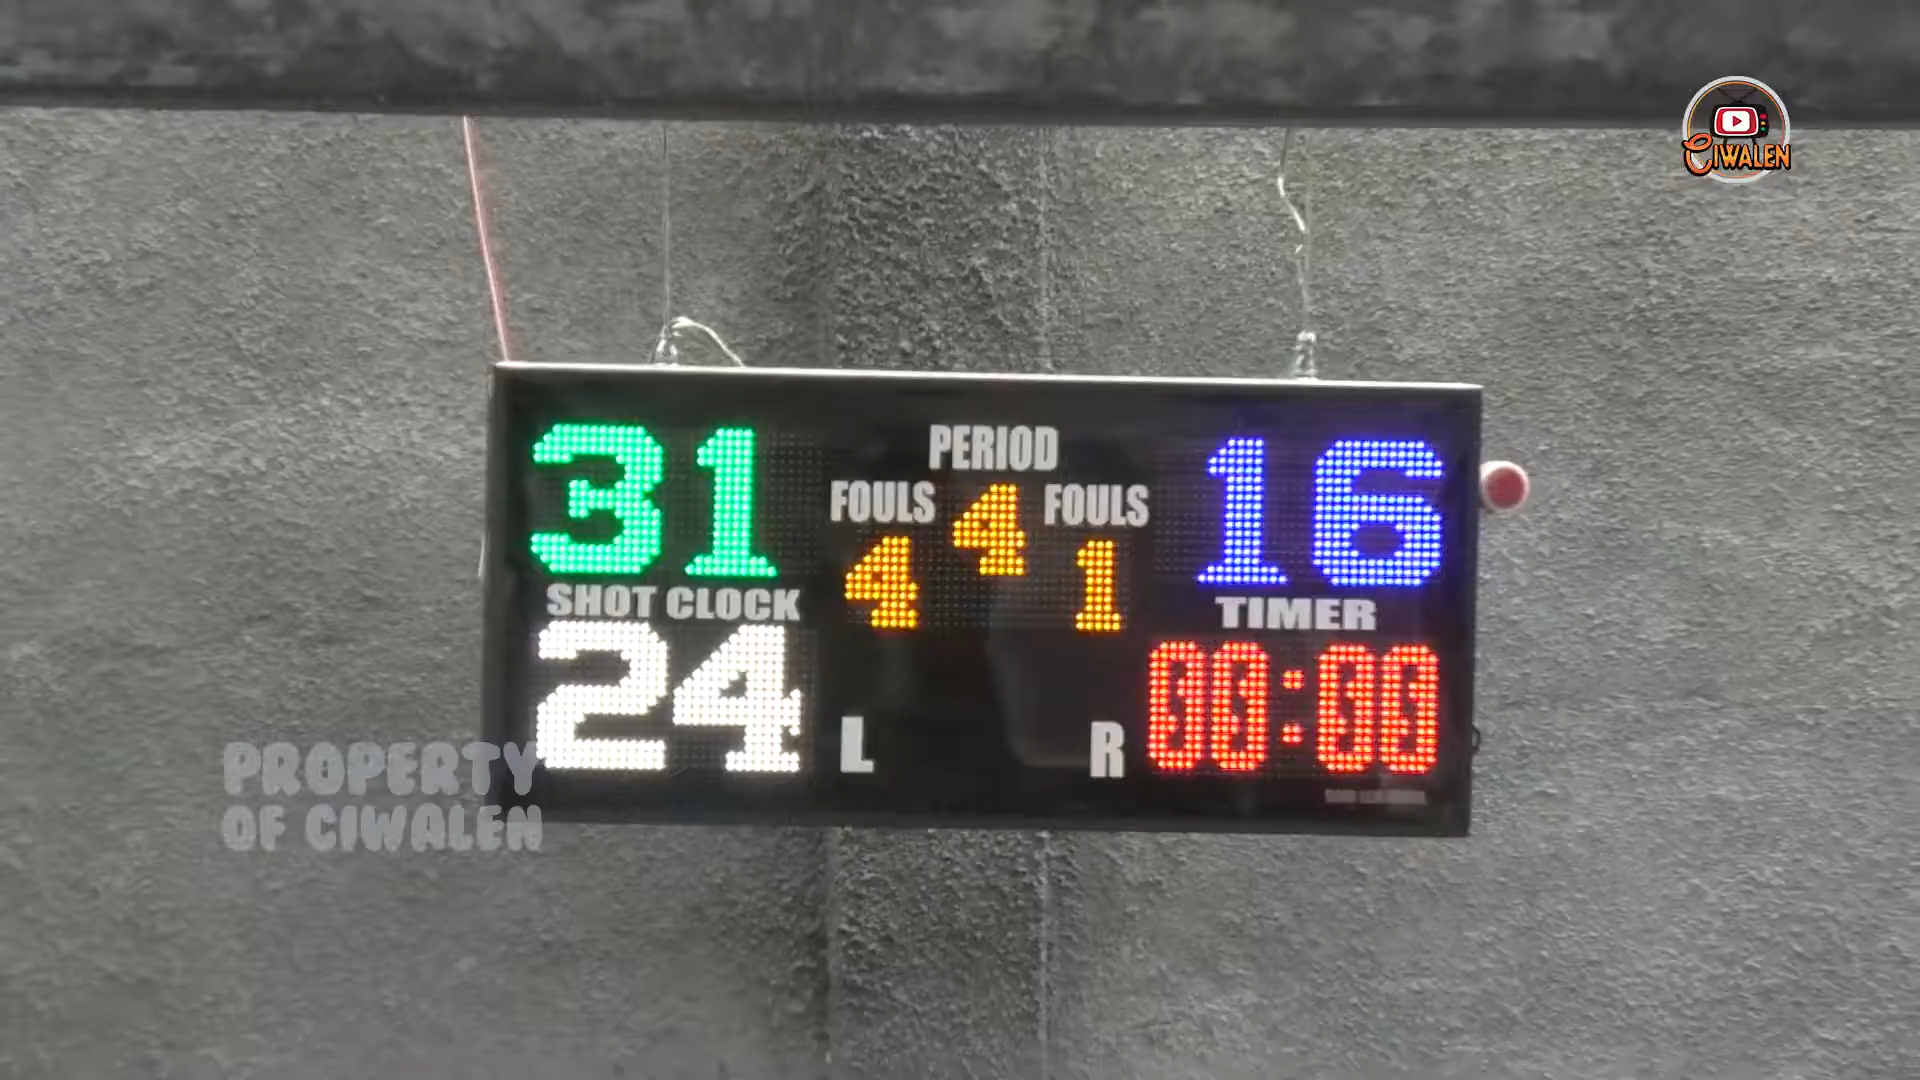 CIWALEN
31
PERIOD
16
FOULS
4
FOULS
4
1
SHOT CLOCK
TIMER
24
L
R
00:00
PROPERTY
OF CIWALEN